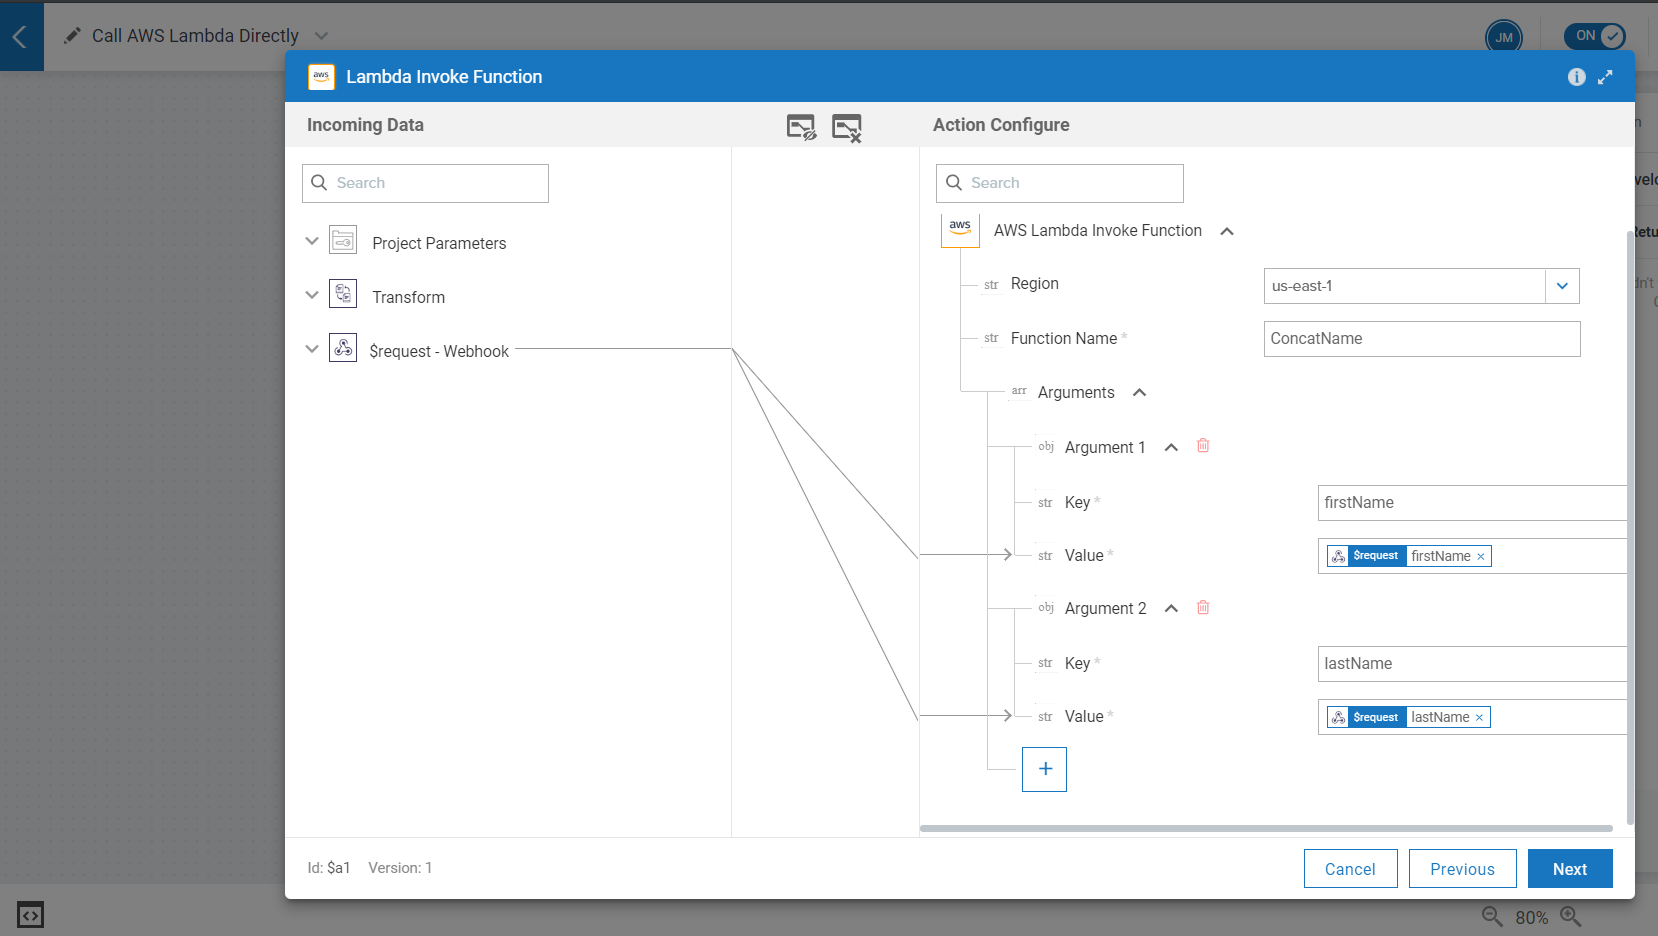 Call AWS Lambda Directly
JM
ON
aws
Lambda Invoke Function
Incoming Data
Action Configure
Search
Search
Project Parameters
Transform
$request - Webhook
aws
AWS Lambda Invoke Function
str Region
us-east-1
str Function Name *
ConcatName
arr Arguments
obj Argument 1
str Key *
firstName
str Value *
$request firstName ×
obj Argument 2
str Key *
lastName
str Value *
$request lastName ×
+
Id: $a1 Version: 1
Cancel
Previous
Next
80%